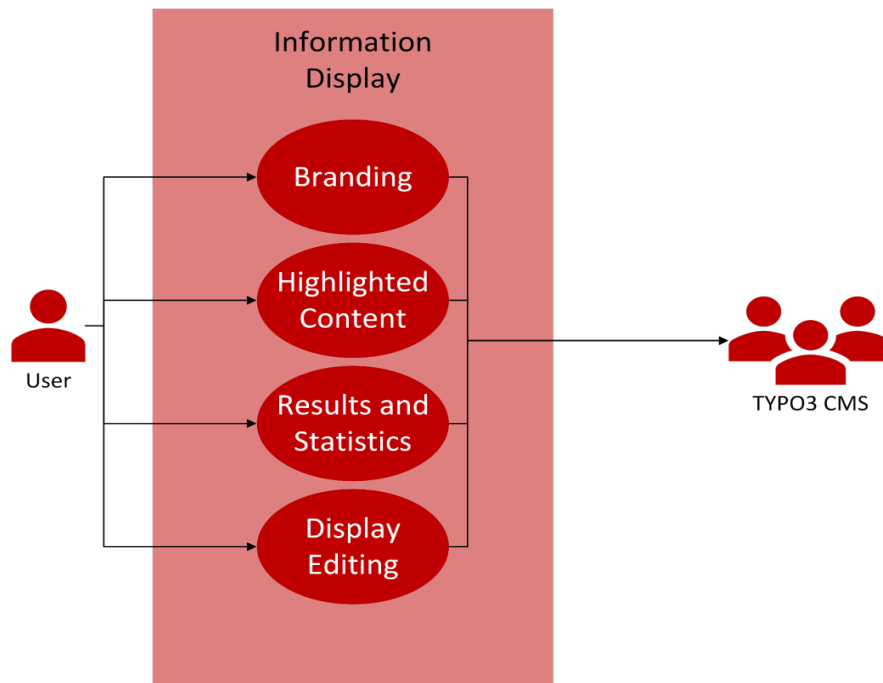 Information
Display
Branding
Highlighted
Content
User
TYPO3 CMS
Results and
Statistics
Display
Editing